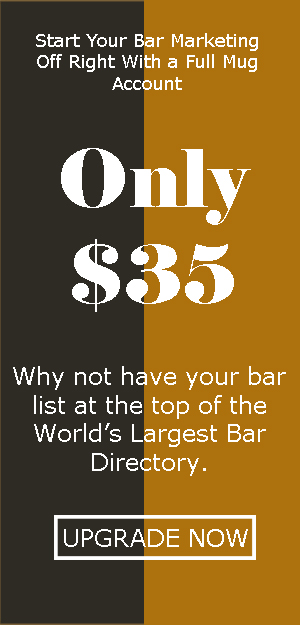 Start Your Bar Marketing
Off Right With a Full Mug
Account
Only
$35
Why not have your bar
list at the top of the
World’s Largest Bar
Directory.
UPGRADE NOW